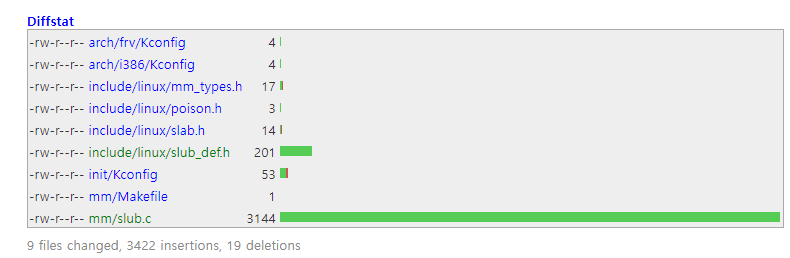 Diffstat
-rw-r--r-- arch/frv/Kconfig 4
-rw-r--r-- arch/i386/Kconfig 4
-rw-r--r-- include/linux/mm_types.h 17
-rw-r--r-- include/linux/poison.h 3
-rw-r--r-- include/linux/slab.h 14
-rw-r--r-- include/linux/slub_def.h 201
-rw-r--r-- init/Kconfig 53
-rw-r--r-- mm/Makefile 1
-rw-r--r-- mm/slub.c 3144
9 files changed, 3422 insertions, 19 deletions